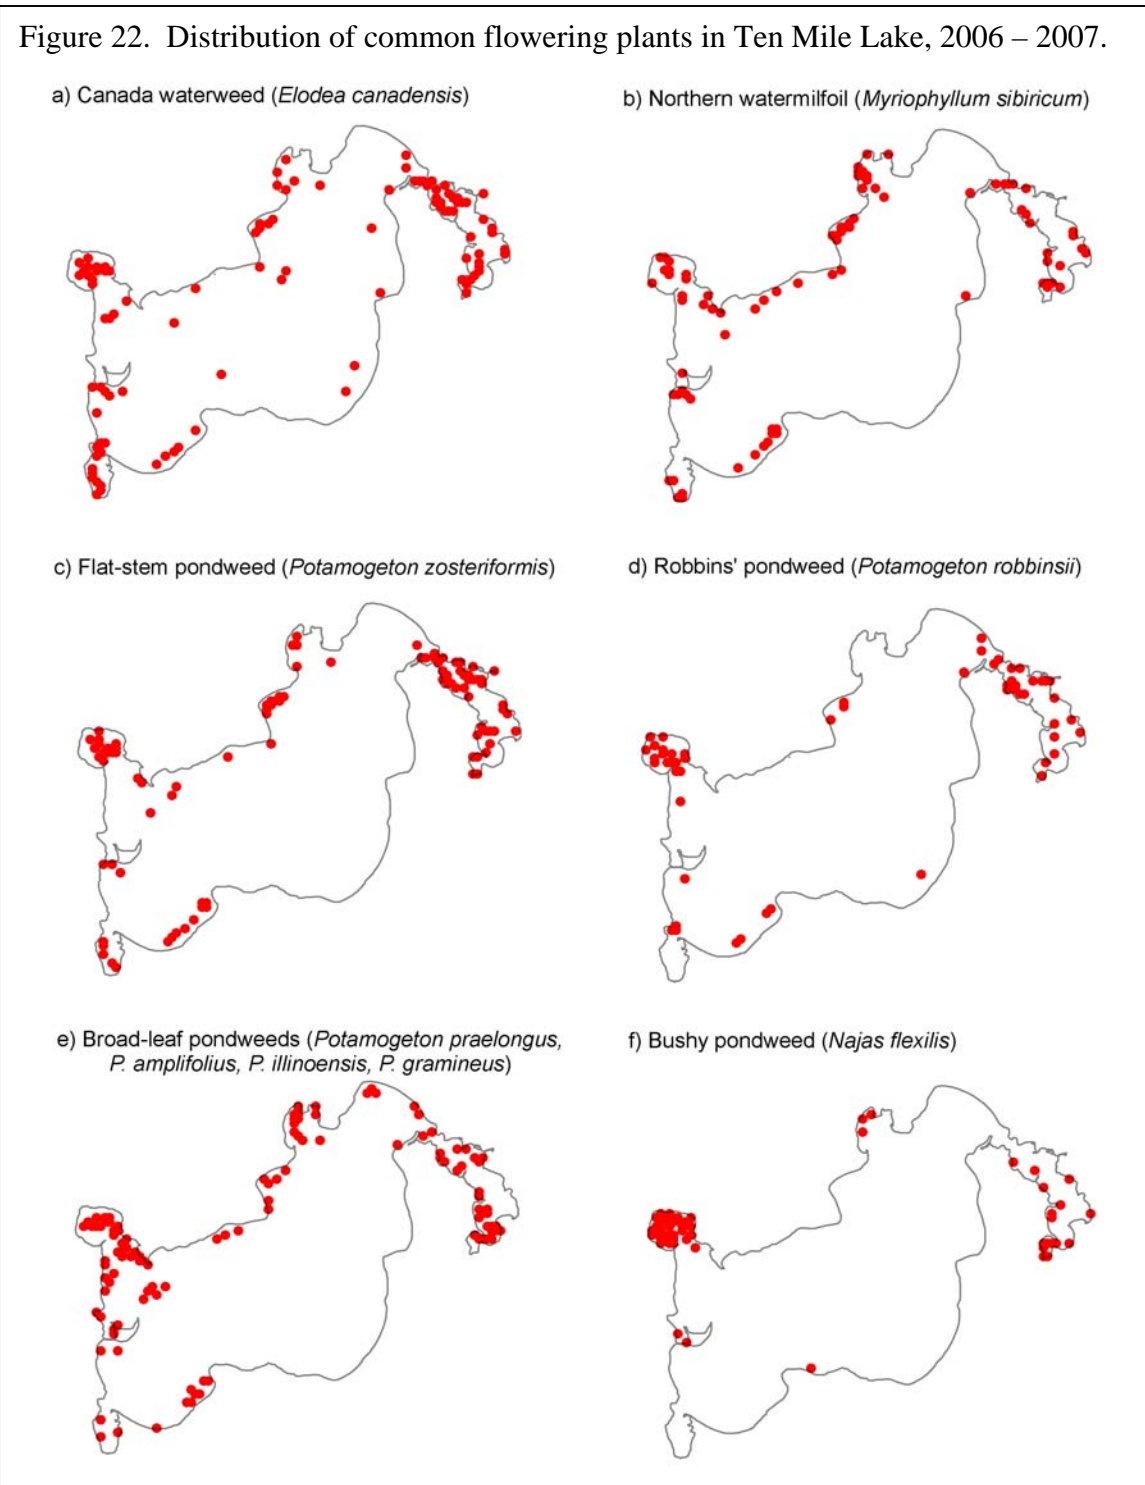 Figure 22.  Distribution of common flowering plants in Ten Mile Lake, 2006 – 2007.
a) Canada waterweed (Elodea canadensis)
b) Northern watermilfoil (Myriophyllum sibiricum)
c) Flat-stem pondweed (Potamogeton zosteriformis)
d) Robbins' pondweed (Potamogeton robbinsii)
e) Broad-leaf pondweeds (Potamogeton praelongus,
P. amplifolius, P. illinoensis, P. gramineus)
f) Bushy pondweed (Najas flexilis)